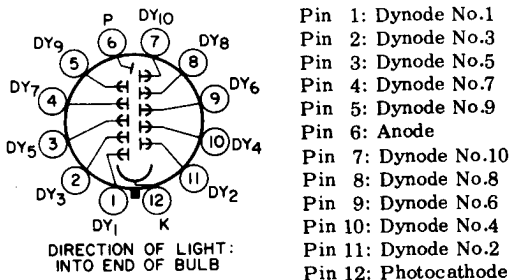 P
DY10
DY9
6
7
DY8
5
8
DY7
4
9
DY6
DY5
3
10
DY4
2
11
DY3
1
12
DY2
DY1
K
DIRECTION OF LIGHT:
INTO END OF BULB
Pin 1: Dynode No.1
Pin 2: Dynode No.3
Pin 3: Dynode No.5
Pin 4: Dynode No.7
Pin 5: Dynode No.9
Pin 6: Anode
Pin 7: Dynode No.10
Pin 8: Dynode No.8
Pin 9: Dynode No.6
Pin 10: Dynode No.4
Pin 11: Dynode No.2
Pin 12: Photocathode